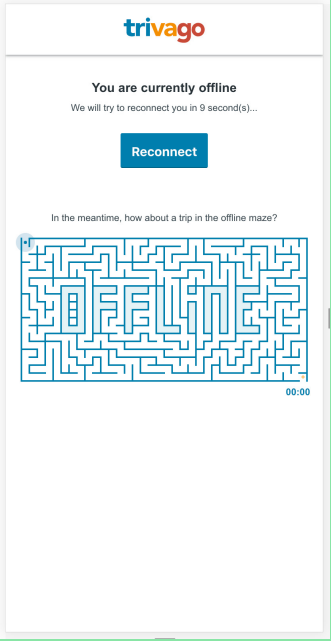 trivago
You are currently offline
We will try to reconnect you in 9 second(s)...
Reconnect
In the meantime, how about a trip in the offline maze?
OFFLiNE
00:00